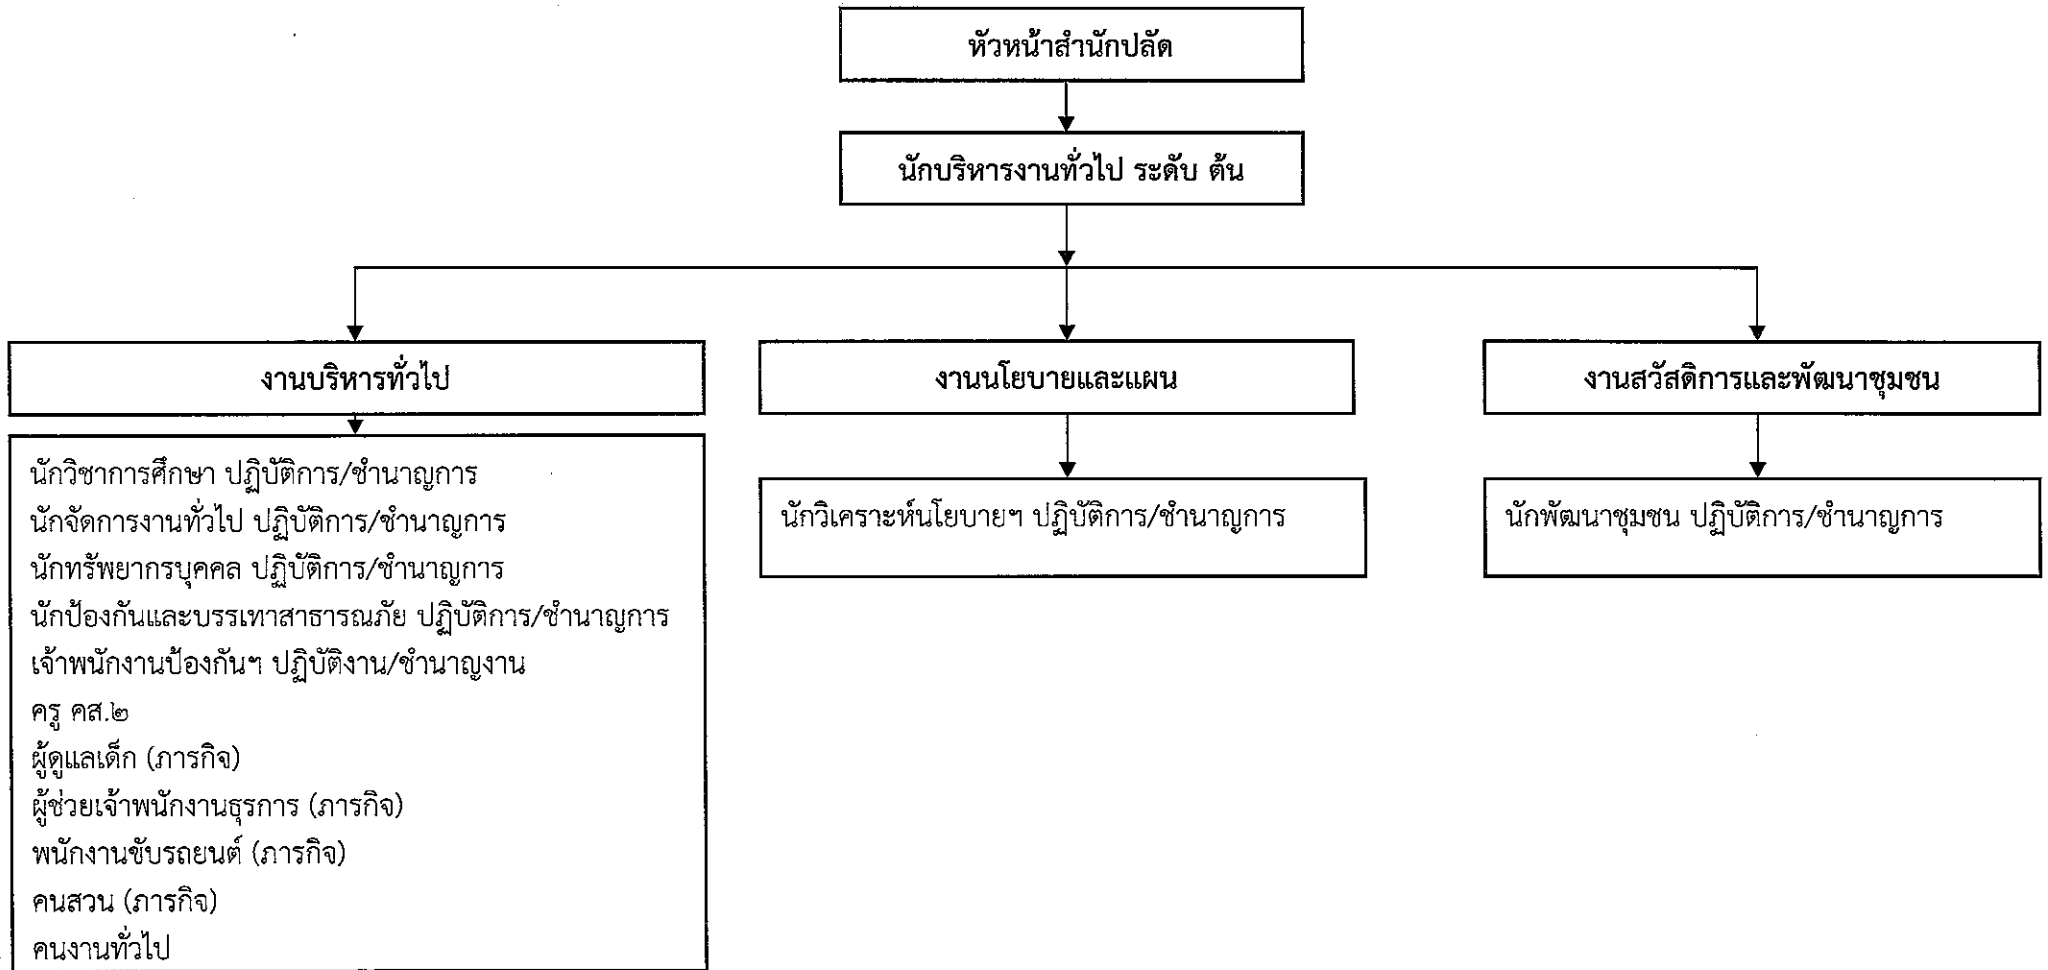 หัวหน้าสำนักปลัด
นักบริหารงานทั่วไป ระดับ ต้น
งานบริหารทั่วไป
นักวิชาการศึกษา ปฏิบัติการ/ชำนาญการ
นักจัดการงานทั่วไป ปฏิบัติการ/ชำนาญการ
นักทรัพยากรบุคคล ปฏิบัติการ/ชำนาญการ
นักป้องกันและบรรเทาสาธารณภัย ปฏิบัติการ/ชำนาญการ
เจ้าพนักงานป้องกันฯ ปฏิบัติงาน/ชำนาญงาน
ครู คศ.๒
ผู้ดูแลเด็ก (ภารกิจ)
ผู้ช่วยเจ้าพนักงานธุรการ (ภารกิจ)
พนักงานขับรถยนต์ (ภารกิจ)
คนสวน (ภารกิจ)
คนงานทั่วไป
งานนโยบายและแผน
นักวิเคราะห์นโยบายฯ ปฏิบัติการ/ชำนาญการ
งานสวัสดิการและพัฒนาชุมชน
นักพัฒนาชุมชน ปฏิบัติการ/ชำนาญการ